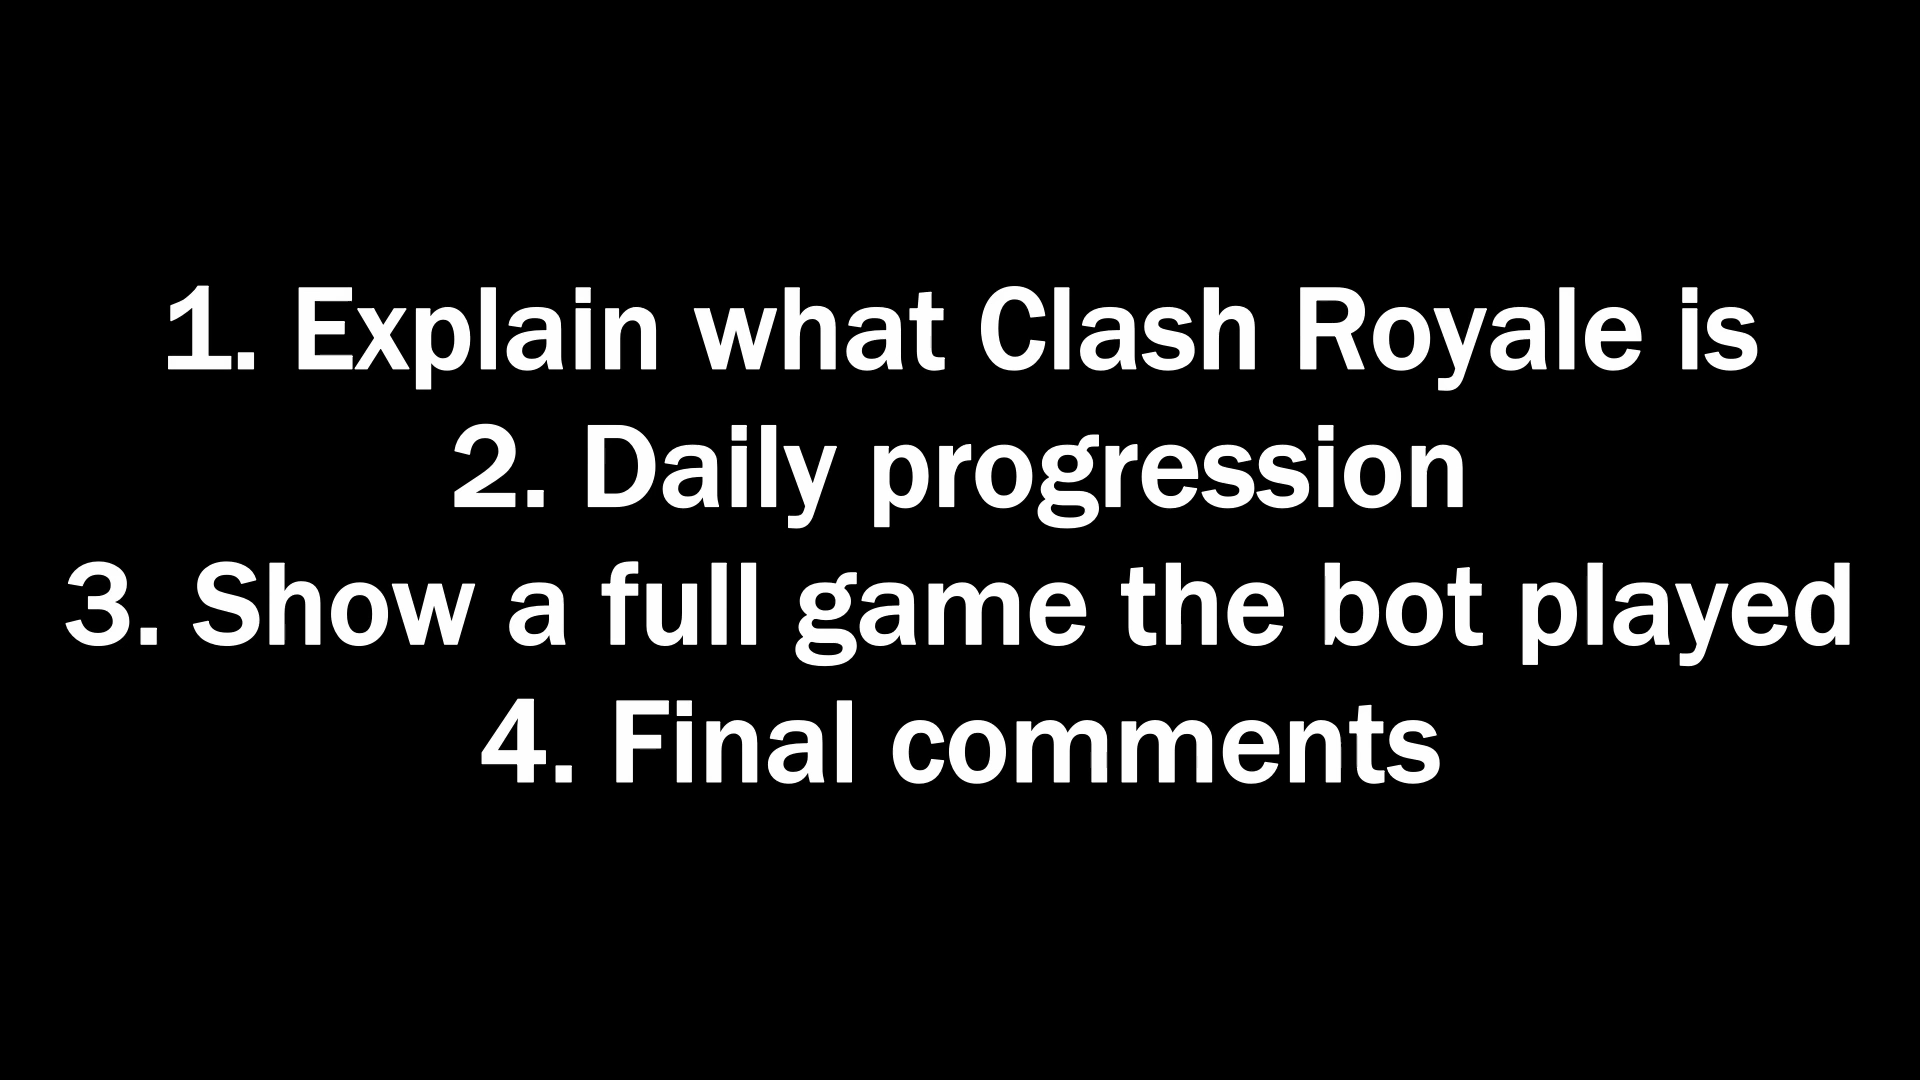 1. Explain what Clash Royale is
2. Daily progression
3. Show a full game the bot played
4. Final comments